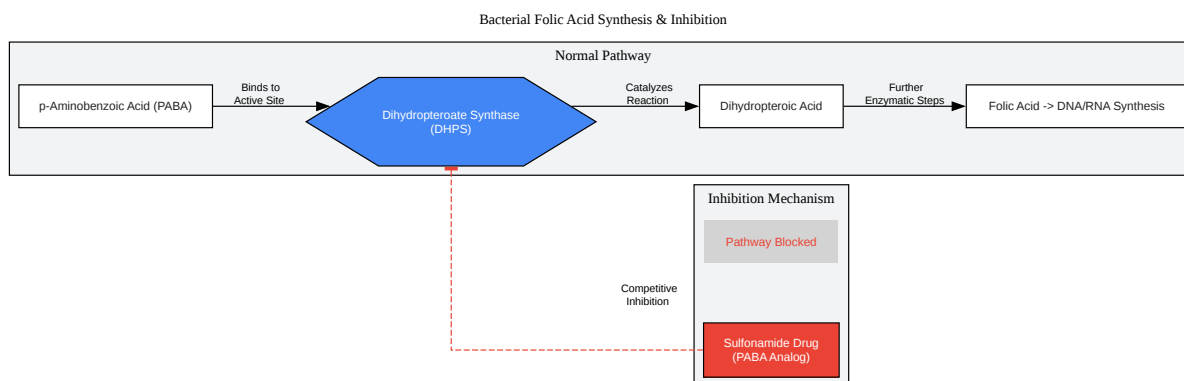 Bacterial Folic Acid Synthesis & Inhibition
Normal Pathway
p-Aminobenzoic Acid (PABA)
Binds to
Active Site
Dihydropteroate Synthase
(DHPS)
Catalyzes
Reaction
Dihydropteroic Acid
Further
Enzymatic Steps
Folic Acid -> DNA/RNA Synthesis
Inhibition Mechanism
Pathway Blocked
Competitive
Inhibition
Sulfonamide Drug
(PABA Analog)